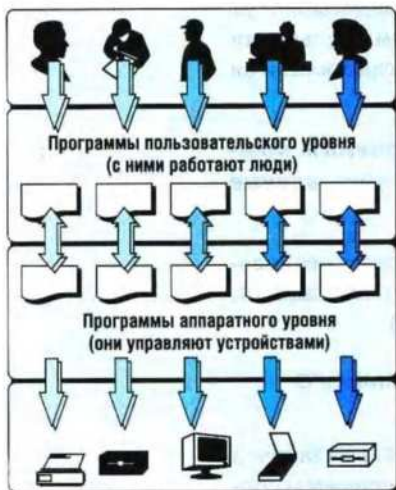 Программы пользовательского уровня
(с ними работают люди)
Программы аппаратного уровня
(они управляют устройствами)